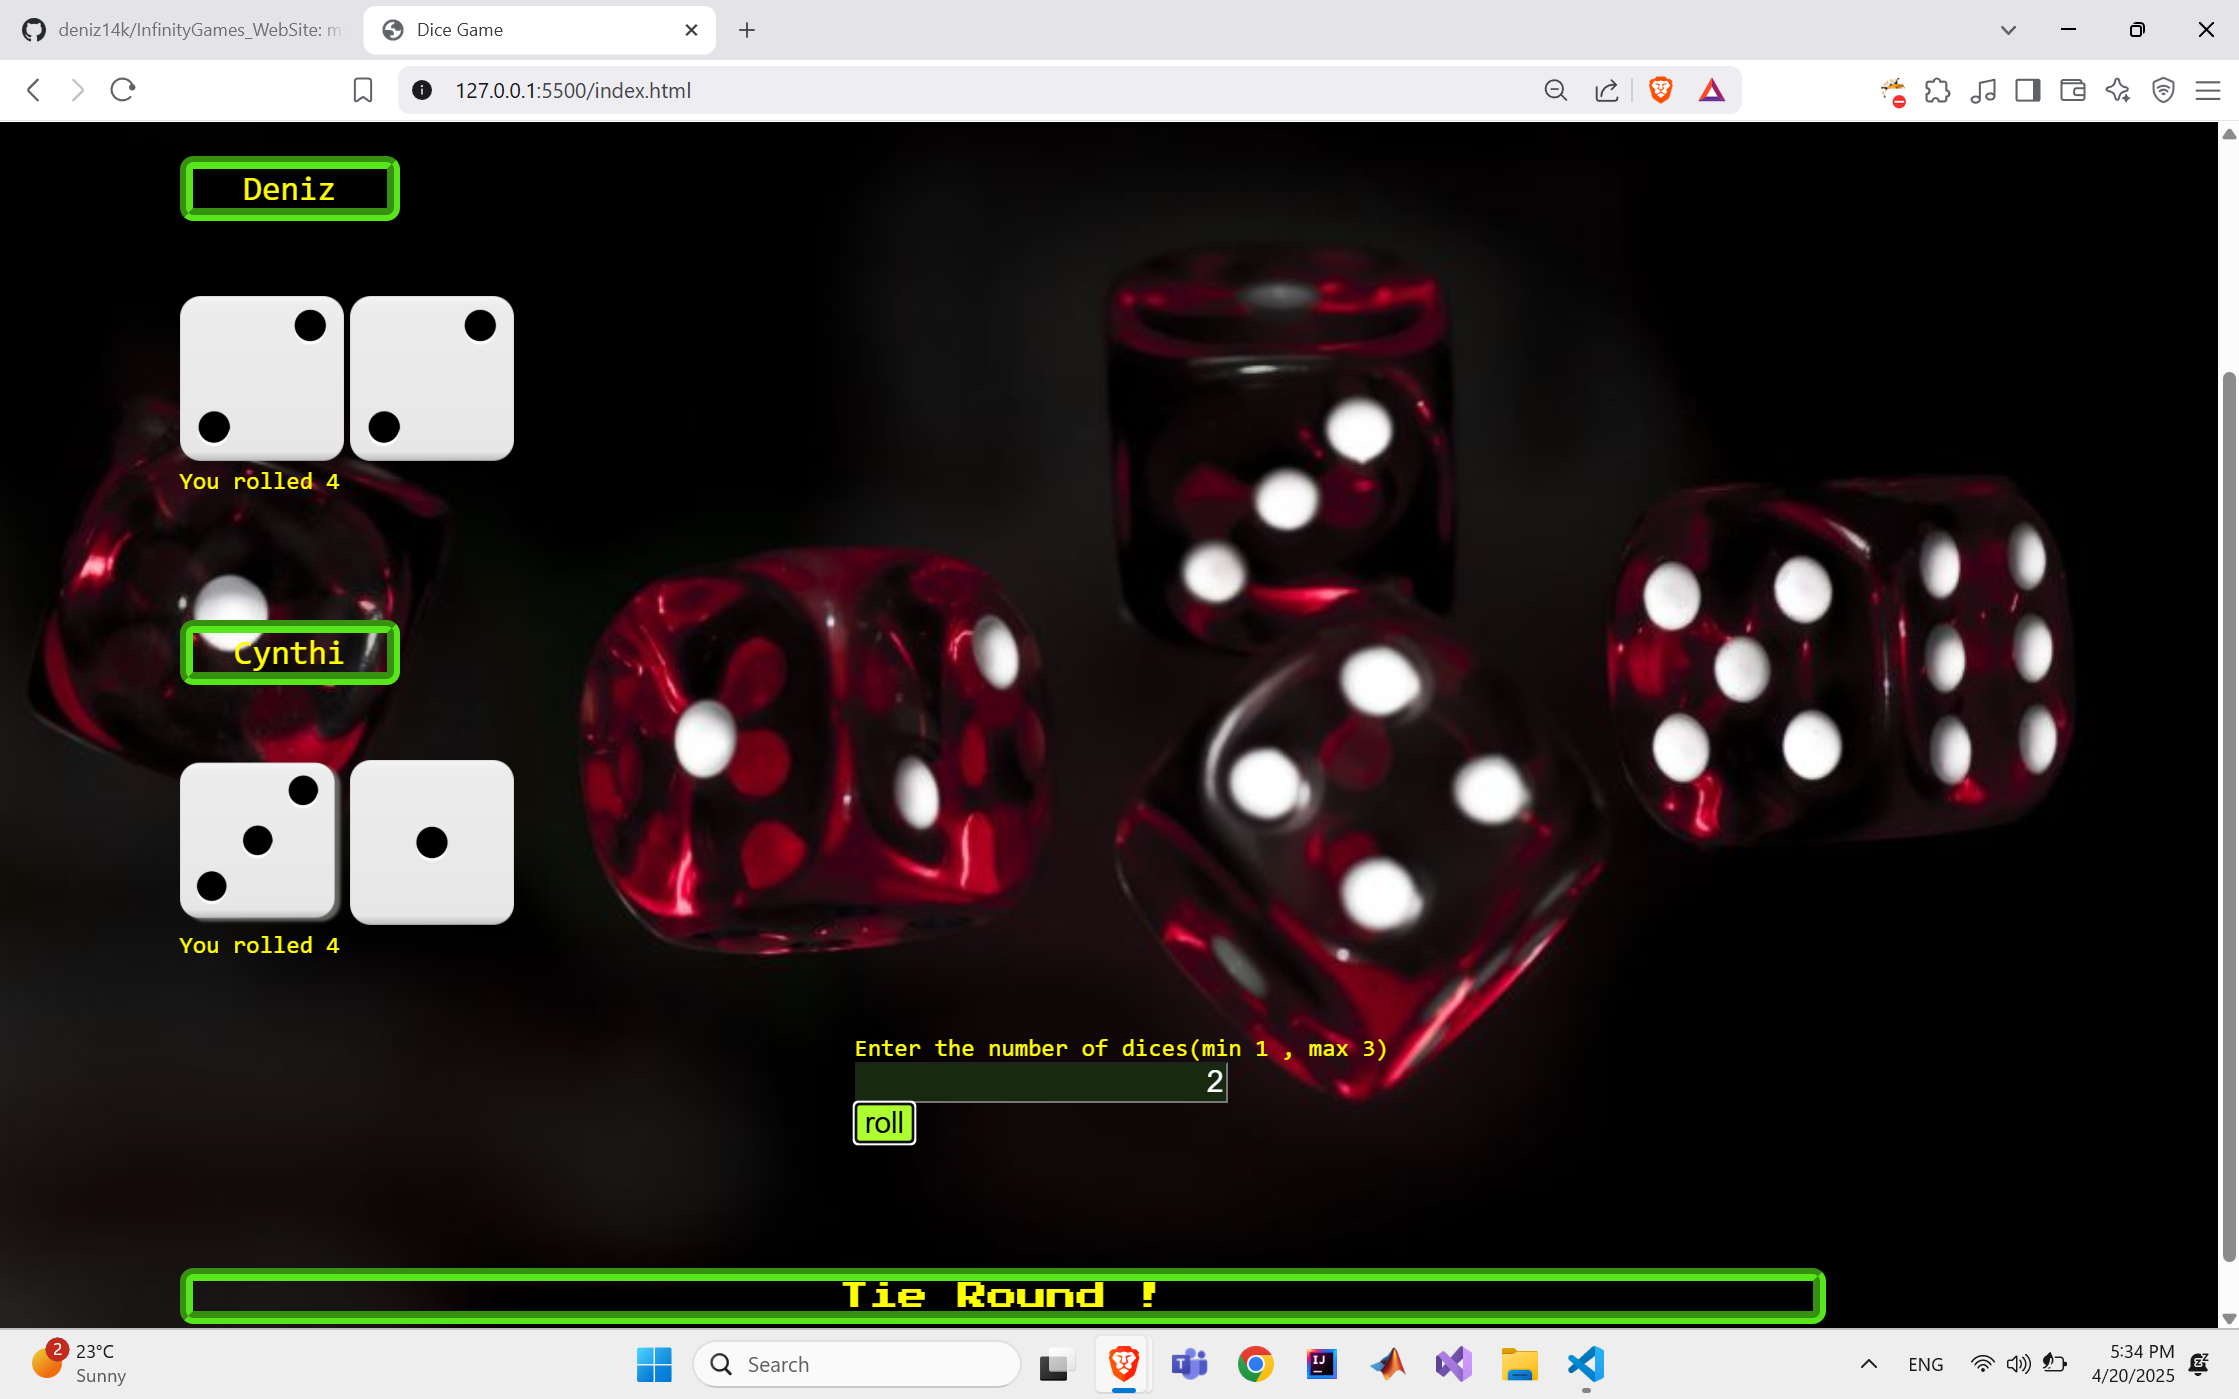 deniz14k/InfinityGames_WebSite: m
Dice Game
127.0.0.1:5500/index.html
Deniz
You rolled 4
Cynthi
You rolled 4
Enter the number of dices(min 1 , max 3)
2
roll
Tie Round !
2
23°C
Sunny
Search
ENG
5:34 PM
4/20/2025